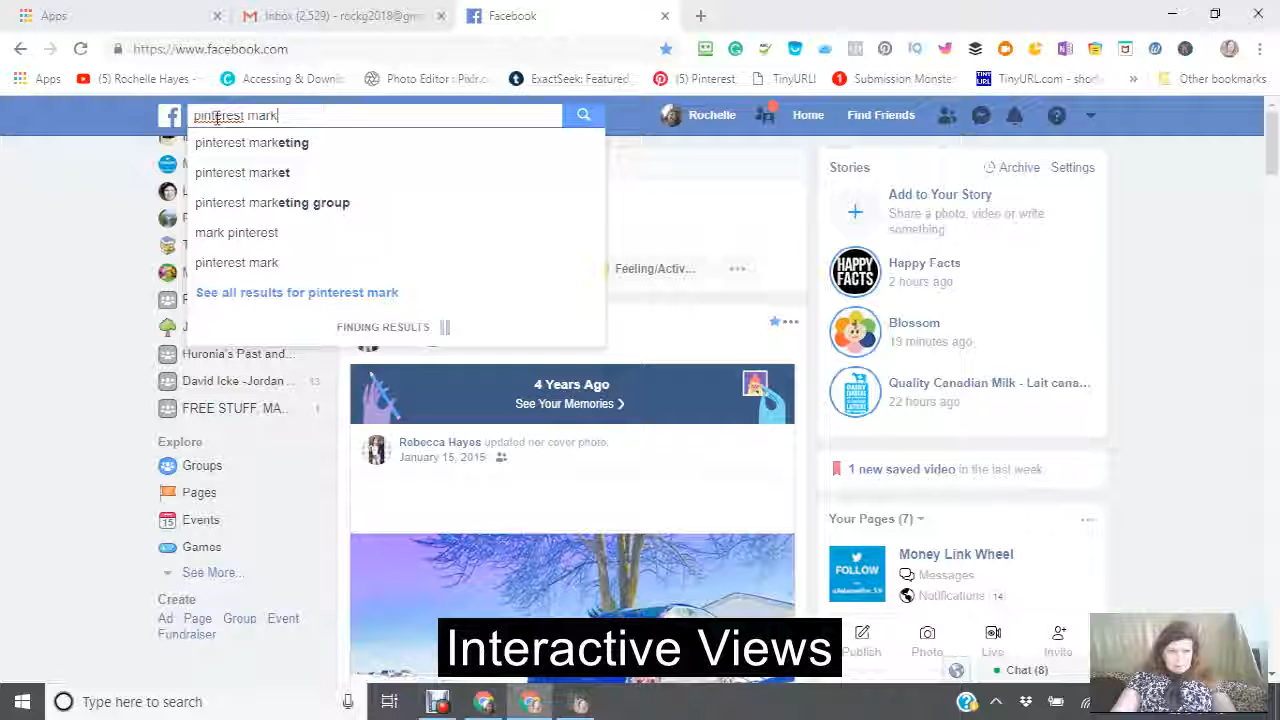 Apps
Inbox (2,529) - rockg2018@gm
Facebook
https://www.facebook.com
Apps
(5) Rochelle Hayes -
Accessing & Downlo
Photo Editor : Pixlr.c
ExactSeek: Featured
(5) Pinterest
TinyURL!
Submission Monster
TinyURL.com - shor
Other bookmarks
pinterest mark
Rochelle
Home
Find Friends
pinterest marketing
pinterest market
pinterest marketing group
mark pinterest
pinterest mark
See all results for pinterest mark
FINDING RESULTS
Huronia's Past and...
David Icke -Jordan ... 13
FREE STUFF, MA...
Explore
Groups
Pages
Events
Games
See More...
Create
Ad Page Group Event
Fundraiser
Feeling/Activ...
4 Years Ago
See Your Memories
Rebecca Hayes updated her cover photo.
January 15, 2015
Stories
Archive Settings
Add to Your Story
Share a photo, video or write
something
HAPPY
FACTS
Happy Facts
2 hours ago
Blossom
19 minutes ago
Quality Canadian Milk - Lait cana...
22 hours ago
1 new saved video in the last week
Your Pages (7)
FOLLOW
Money Link Wheel
Messages
Notifications 14
Publish
Photo
Live
Invite
Chat (8)
Interactive Views
Type here to search